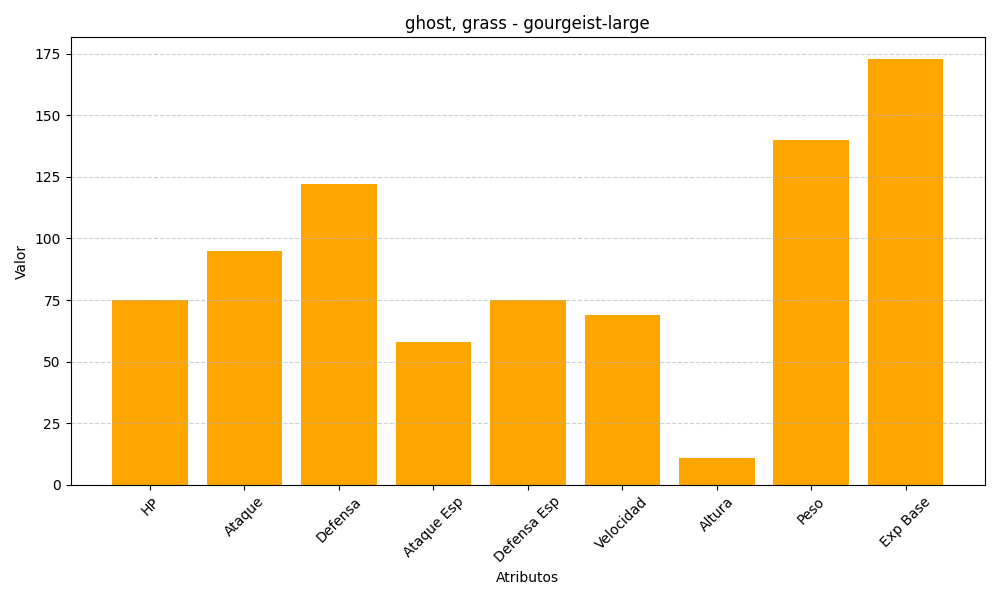 ghost, grass - gourgeist-large
Valor
175
150
125
100
75
50
25
0
HP
Ataque
Defensa
Ataque Esp
Defensa Esp
Velocidad
Altura
Peso
Exp Base
Atributos